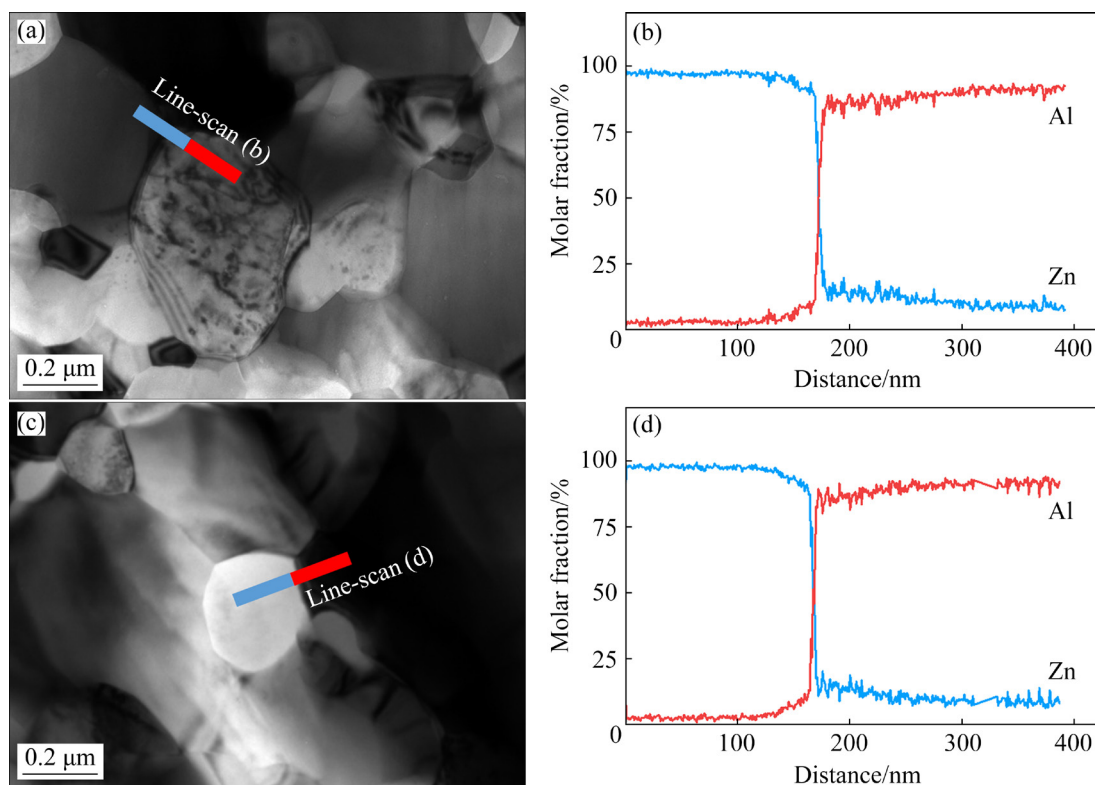 (a)
Line-scan (b)
0.2 μm
(b)
Molar fraction/%
100
75
50
25
0
Al
Zn
100
200
300
400
Distance/nm
(c)
Line-scan (d)
0.2 μm
(d)
Molar fraction/%
100
75
50
25
0
Al
Zn
100
200
300
400
Distance/nm